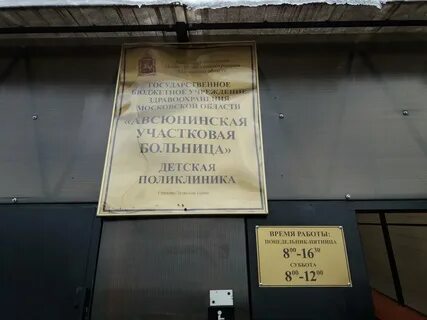 ГОСУДАРСТВЕННОЕ
БЮДЖЕТНОЕ УЧРЕЖДЕНИЕ
ЗДРАВООХРАНЕНИЯ
МОСКОВСКОЙ ОБЛАСТИ
«АВСЮНИНСКАЯ
УЧАСТКОВАЯ
БОЛЬНИЦА»
ДЕТСКАЯ
ПОЛИКЛИНИКА
ВРЕМЯ РАБОТЫ:
ПОНЕДЕЛЬНИК-ПЯТНИЦА
8⁰⁰-16³⁰
СУББОТА
8⁰⁰-12⁰⁰